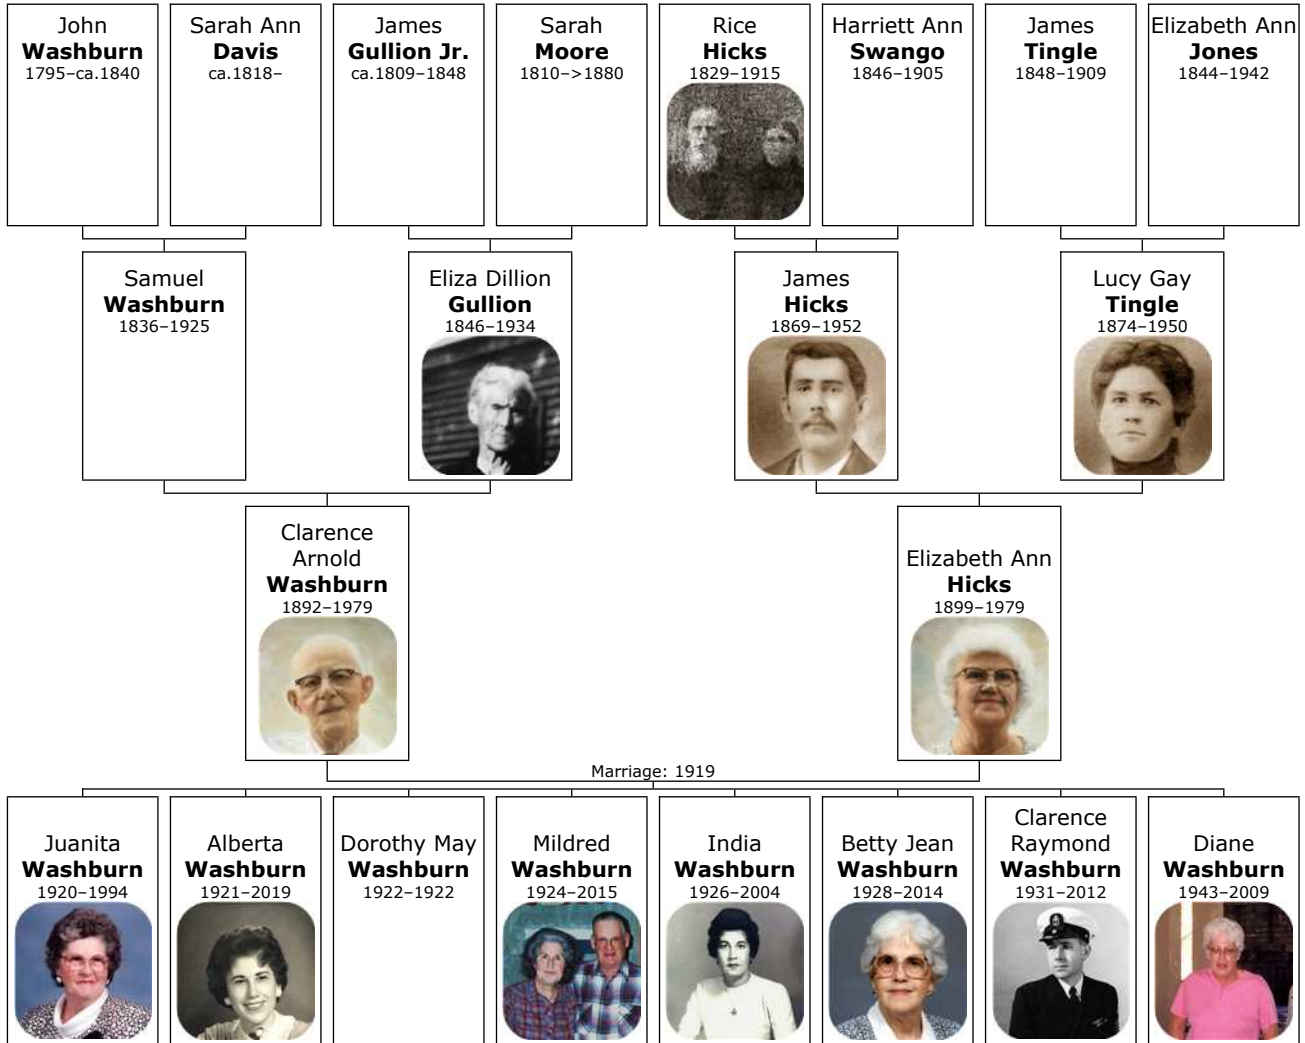 John
Washburn
1795–ca.1840
Sarah Ann
Davis
ca.1818–
James
Gullion Jr.
ca.1809–1848
Sarah
Moore
1810–>1880
Rice
Hicks
1829–1915
Harriett Ann
Swango
1846–1905
James
Tingle
1848–1909
Elizabeth Ann
Jones
1844–1942
Samuel
Washburn
1836–1925
Eliza Dillion
Gullion
1846–1934
James
Hicks
1869–1952
Lucy Gay
Tingle
1874–1950
Clarence
Arnold
Washburn
1892–1979
Elizabeth Ann
Hicks
1899–1979
Marriage: 1919
Juanita
Washburn
1920–1994
Alberta
Washburn
1921–2019
Dorothy May
Washburn
1922–1922
Mildred
Washburn
1924–2015
India
Washburn
1926–2004
Betty Jean
Washburn
1928–2014
Clarence
Raymond
Washburn
1931–2012
Diane
Washburn
1943–2009